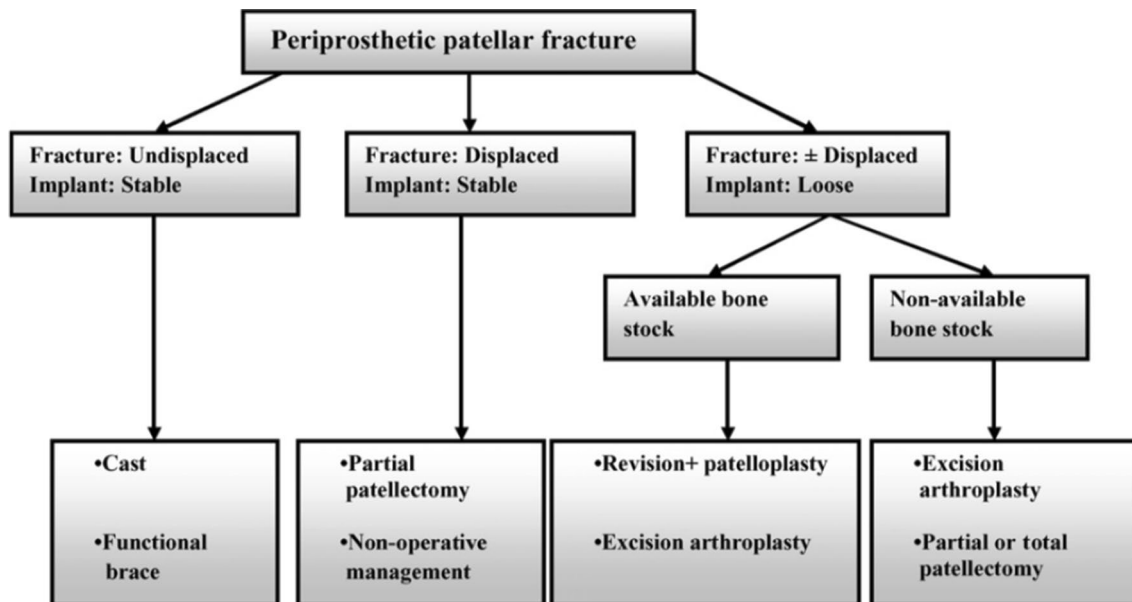 Periprosthetic patellar fracture
Fracture: Undisplaced
Implant: Stable
Fracture: Displaced
Implant: Stable
Fracture: ± Displaced
Implant: Loose
Available bone
stock
Non-available
bone stock
•Cast
•Functional
brace
•Partial
patellectomy
•Non-operative
management
•Revision+ patelloplasty
•Excision arthroplasty
•Excision
arthroplasty
•Partial or total
patellectomy